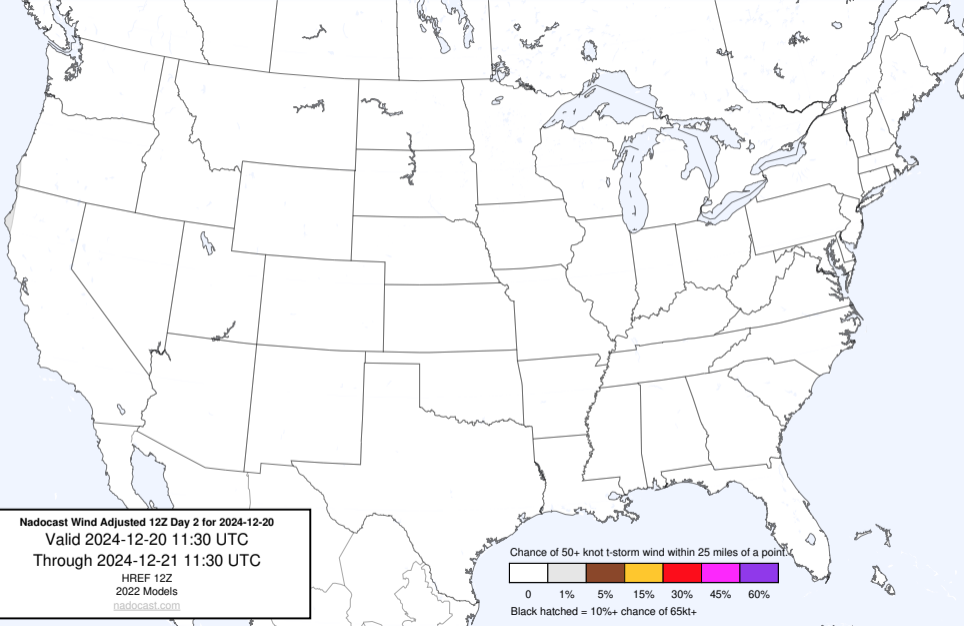 Nadocast Wind Adjusted 12Z Day 2 for 2024-12-20
Valid 2024-12-20 11:30 UTC
Through 2024-12-21 11:30 UTC
HREF 12Z
2022 Models
nadocast.com
Chance of 50+ knot t-storm wind within 25 miles of a point.
0 1% 5% 15% 30% 45% 60%
Black hatched = 10%+ chance of 65kt+